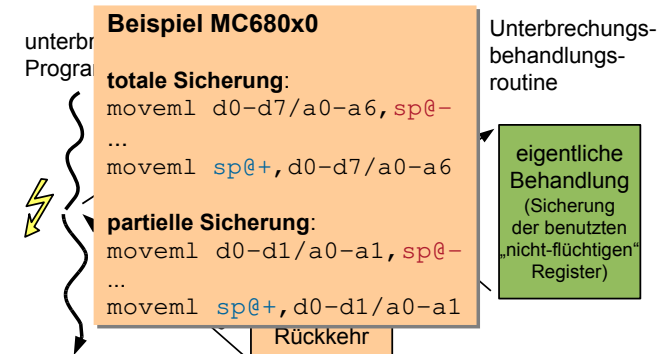 unterbr
Program
Beispiel MC680x0
totale Sicherung:
moveml d0–d7/a0–a6,sp@–
...
moveml sp@+,d0–d7/a0–a6
partielle Sicherung:
moveml d0–d1/a0–a1,sp@–
...
moveml sp@+,d0–d1/a0–a1
Rückkehr
Unterbrechungs-
behandlungs-
routine
eigentliche
Behandlung
(Sicherung
der benutzten
„nicht-flüchtigen“
Register)